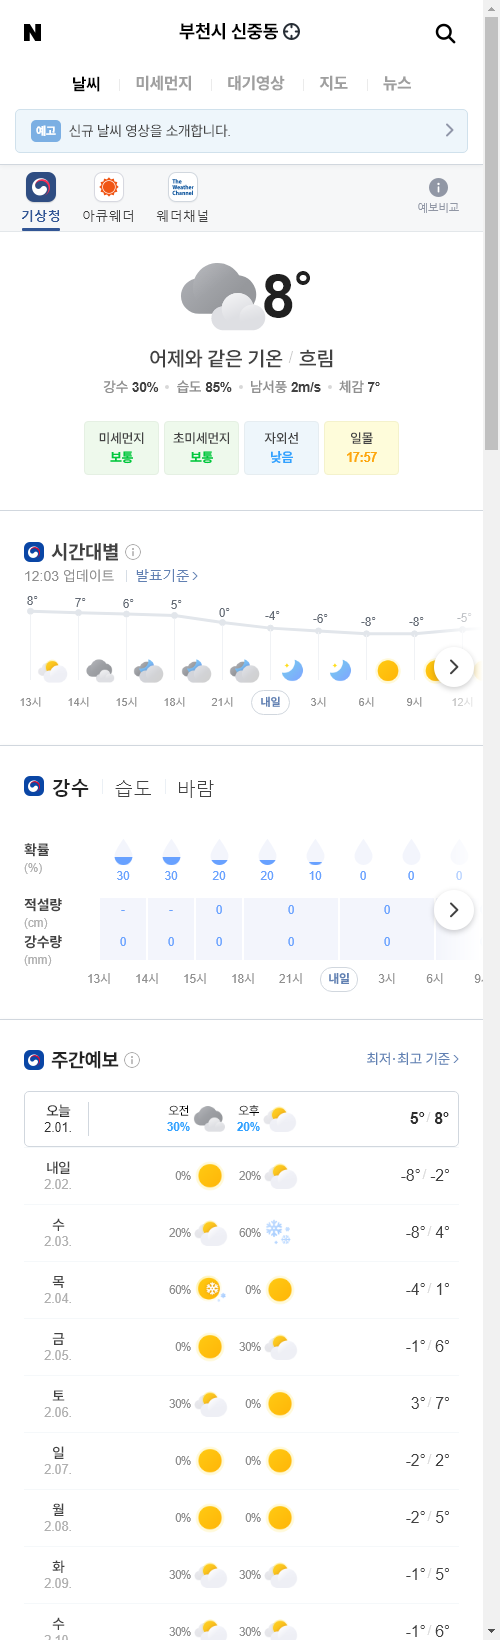 N 부천시 신중동
날씨 미세먼지 대기영상 지도 뉴스
예고 신규 날씨 영상을 소개합니다.
The Weather Channel
기상청 아큐웨더 웨더채널 예보비교
8°
어제와 같은 기온 / 흐림
강수 30% 습도 85% 남서풍 2m/s 체감 7°
미세먼지 초미세먼지 자외선 일몰
보통 보통 낮음 17:57
시간대별
12:03 업데이트 발표기준
8° 7° 6° 5° 0° -4° -6° -8° -8° -5°
13시 14시 15시 18시 21시 내일 3시 6시 9시 12시
강수 습도 바람
확률
(%)
30 30 20 20 10 0 0 0
적설량
(cm)
- - 0 0 0
강수량
(mm)
0 0 0 0 0
13시 14시 15시 18시 21시 내일 3시 6시 9
주간예보 최저·최고 기준
오늘 2.01. 오전 30% 오후 20% 5° / 8°
내일 2.02. 0% 20% -8° / -2°
수 2.03. 20% 60% -8° / 4°
목 2.04. 60% 0% -4° / 1°
금 2.05. 0% 30% -1° / 6°
토 2.06. 30% 0% 3° / 7°
일 2.07. 0% 0% -2° / 2°
월 2.08. 0% 0% -2° / 5°
화 2.09. 30% 30% -1° / 5°
수 2.10. 30% 30% -1° / 6°